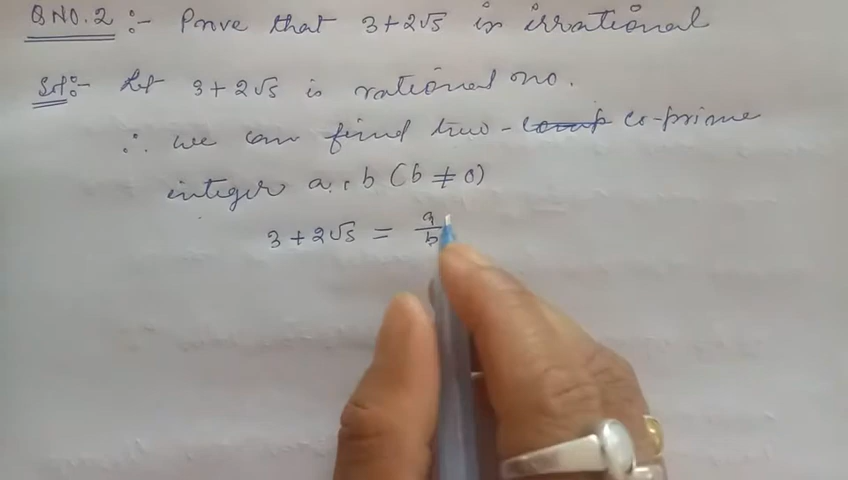 Q NO. 2 :- Prove that 3 + 2√5 is irrational
Sol:- Let 3 + 2√5 is rational no.
∴ we can find two co-prime
integer a, b (b ≠ 0)
3 + 2√5 = a/b